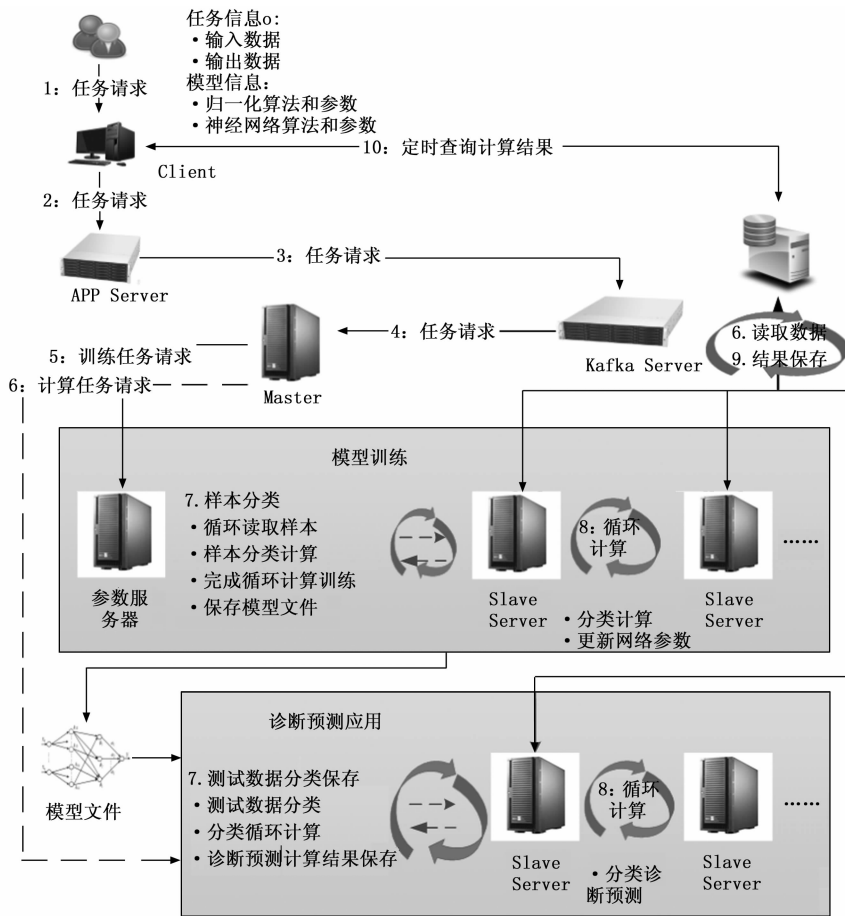 任务信息o:
·输入数据
·输出数据
模型信息:
·归一化算法和参数
·神经网络算法和参数
1: 任务请求
10: 定时查询计算结果
Client
2: 任务请求
3: 任务请求
APP Server
4: 任务请求
6.读取数据
9.结果保存
5: 训练任务请求
Kafka Server
6: 计算任务请求
Master
模型训练
7.样本分类
·循环读取样本
·样本分类计算
·完成循环计算训练
·保存模型文件
8: 循环
计算
……
参数服
务器
Slave
Server
Slave
Server
·分类计算
·更新网络参数
诊断预测应用
7.测试数据分类保存
·测试数据分类
·分类循环计算
·诊断预测计算结果保存
8: 循环
计算
……
模型文件
Slave
Server
·分类诊
断预测
Slave
Server